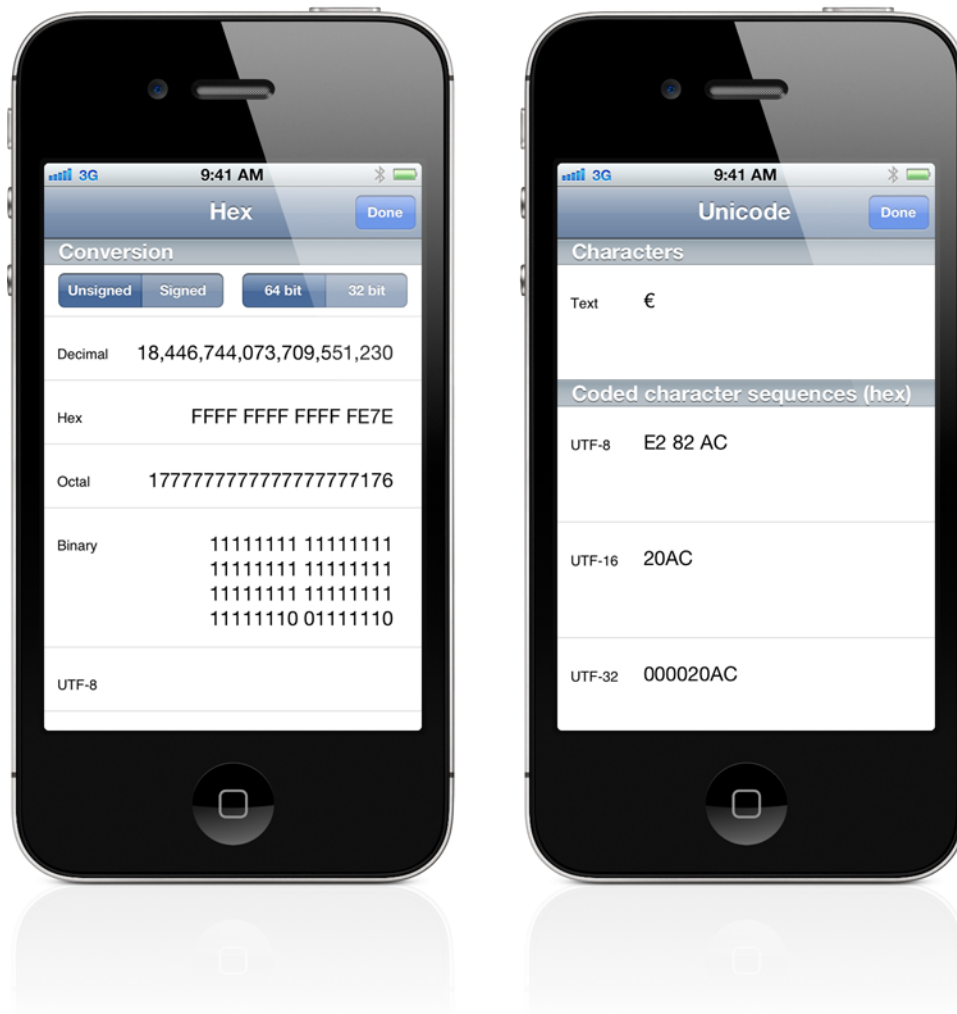 3G 9:41 AM
Hex Done
Conversion
Unsigned Signed 64 bit 32 bit
Decimal 18,446,744,073,709,551,230
Hex FFFF FFFF FFFF FE7E
Octal 1777777777777777777176
Binary 11111111 11111111
11111111 11111111
11111111 11111111
11111110 01111110
UTF-8
3G 9:41 AM
Unicode Done
Characters
Text €
Coded character sequences (hex)
UTF-8 E2 82 AC
UTF-16 20AC
UTF-32 000020AC